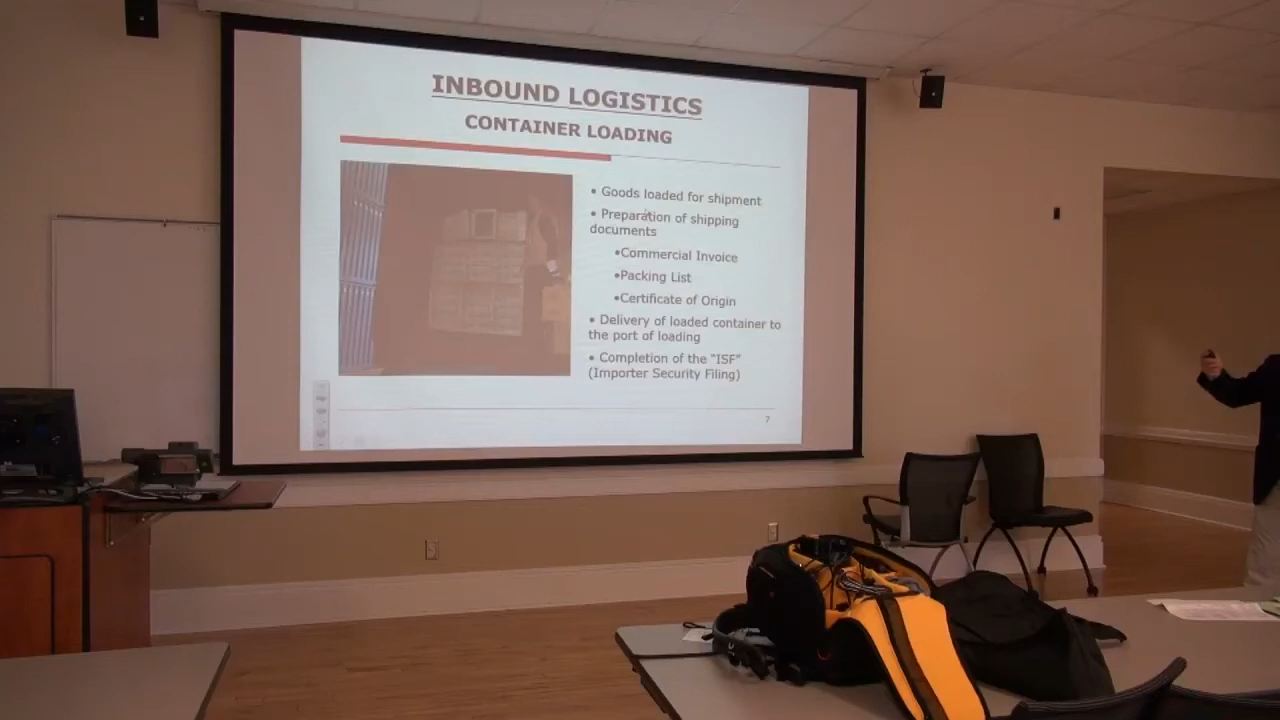 INBOUND LOGISTICS
CONTAINER LOADING
• Goods loaded for shipment
• Preparation of shipping
documents
•Commercial Invoice
•Packing List
•Certificate of Origin
• Delivery of loaded container to
the port of loading
• Completion of the "ISF"
(Importer Security Filing)
7